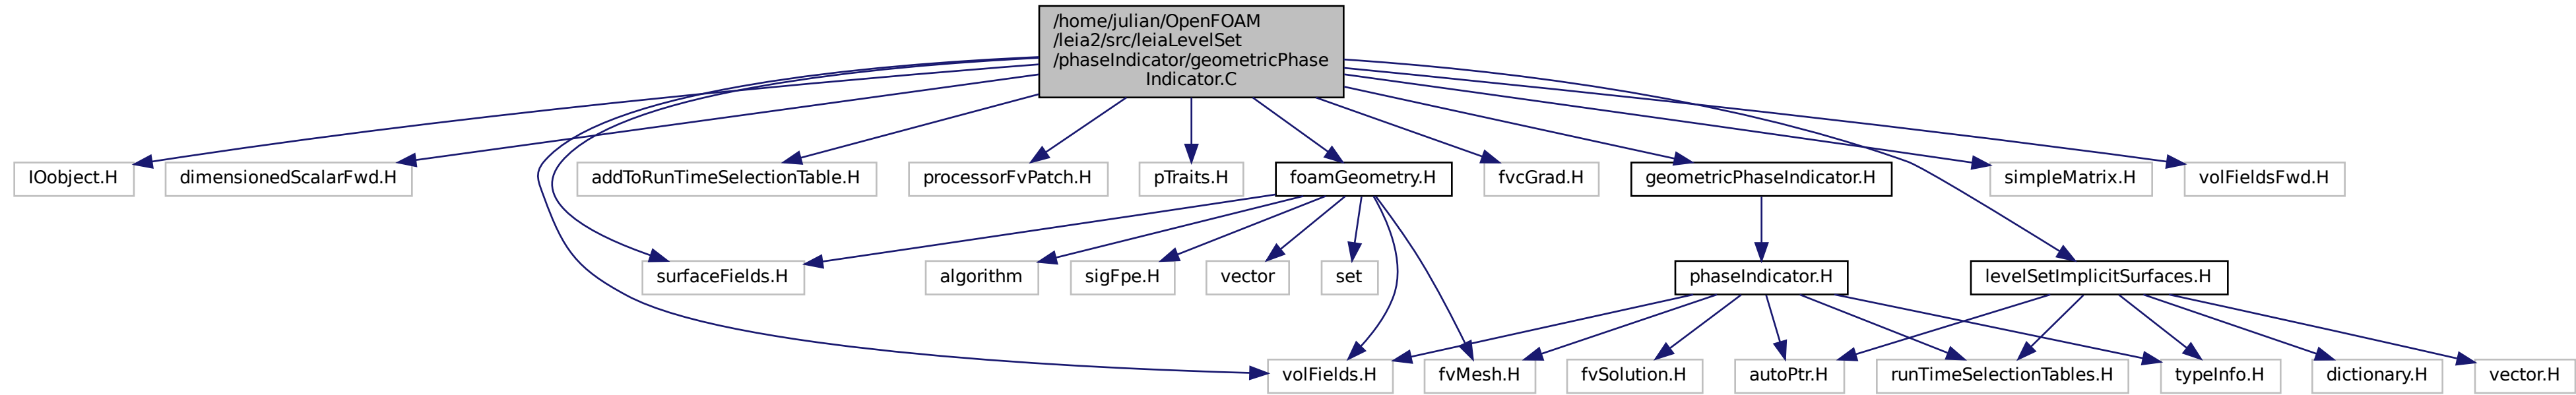 /home/julian/OpenFOAM
/leia2/src/leiaLevelSet
/phaseIndicator/geometricPhase
Indicator.C
IOobject.H
dimensionedScalarFwd.H
addToRunTimeSelectionTable.H
processorFvPatch.H
pTraits.H
foamGeometry.H
fvcGrad.H
geometricPhaseIndicator.H
simpleMatrix.H
volFieldsFwd.H
surfaceFields.H
algorithm
sigFpe.H
vector
set
phaseIndicator.H
levelSetImplicitSurfaces.H
volFields.H
fvMesh.H
fvSolution.H
autoPtr.H
runTimeSelectionTables.H
typeInfo.H
dictionary.H
vector.H